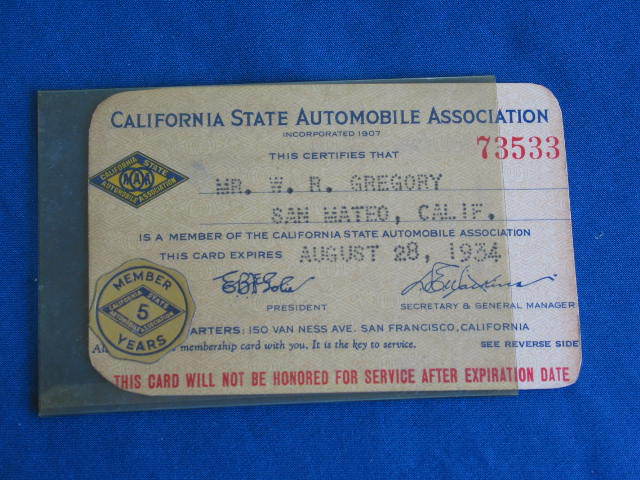 CALIFORNIA STATE AUTOMOBILE ASSOCIATION
INCORPORATED 1907
73533
THIS CERTIFIES THAT
CALIFORNIA STATE
AAA
AUTOMOBILE ASSOCIATION
MR. W. R. GREGORY
SAN MATEO, CALIF.
IS A MEMBER OF THE CALIFORNIA STATE AUTOMOBILE ASSOCIATION
THIS CARD EXPIRES AUGUST 28, 1934
PRESIDENT
SECRETARY & GENERAL MANAGER
MEMBER
CALIFORNIA STATE
5
AUTOMOBILE ASSOCIATION
YEARS
ARTERS: 150 VAN NESS AVE. SAN FRANCISCO, CALIFORNIA
membership card with you. It is the key to service.
SEE REVERSE SIDE
THIS CARD WILL NOT BE HONORED FOR SERVICE AFTER EXPIRATION DATE